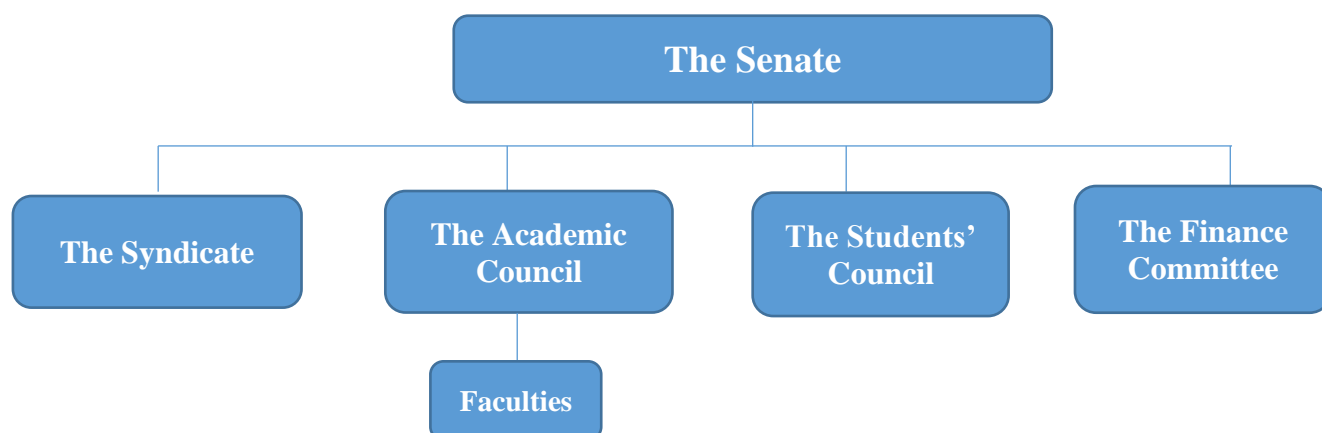 The Senate
The Syndicate
The Academic
Council
The Students’
Council
The Finance
Committee
Faculties